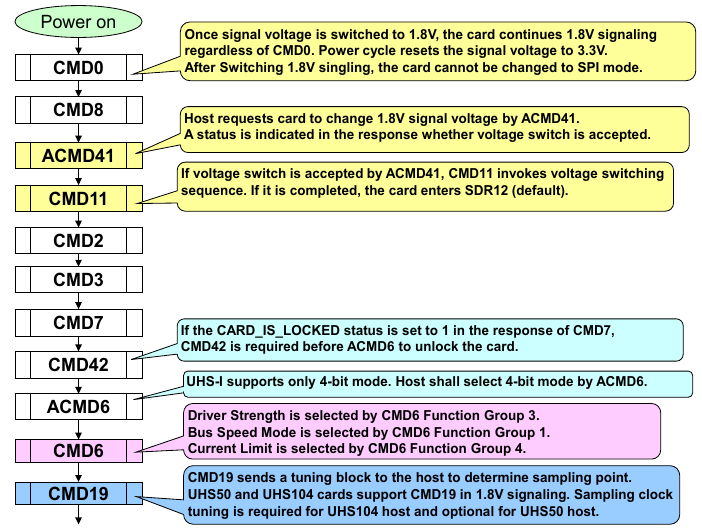 Power on
Once signal voltage is switched to 1.8V, the card continues 1.8V signaling
regardless of CMD0. Power cycle resets the signal voltage to 3.3V.
After Switching 1.8V singling, the card cannot be changed to SPI mode.
CMD0
CMD8
Host requests card to change 1.8V signal voltage by ACMD41.
A status is indicated in the response whether voltage switch is accepted.
ACMD41
If voltage switch is accepted by ACMD41, CMD11 invokes voltage switching
sequence. If it is completed, the card enters SDR12 (default).
CMD11
CMD2
CMD3
CMD7
If the CARD_IS_LOCKED status is set to 1 in the response of CMD7,
CMD42 is required before ACMD6 to unlock the card.
CMD42
UHS-I supports only 4-bit mode. Host shall select 4-bit mode by ACMD6.
ACMD6
Driver Strength is selected by CMD6 Function Group 3.
Bus Speed Mode is selected by CMD6 Function Group 1.
Current Limit is selected by CMD6 Function Group 4.
CMD6
CMD19 sends a tuning block to the host to determine sampling point.
UHS50 and UHS104 cards support CMD19 in 1.8V signaling. Sampling clock
tuning is required for UHS104 host and optional for UHS50 host.
CMD19